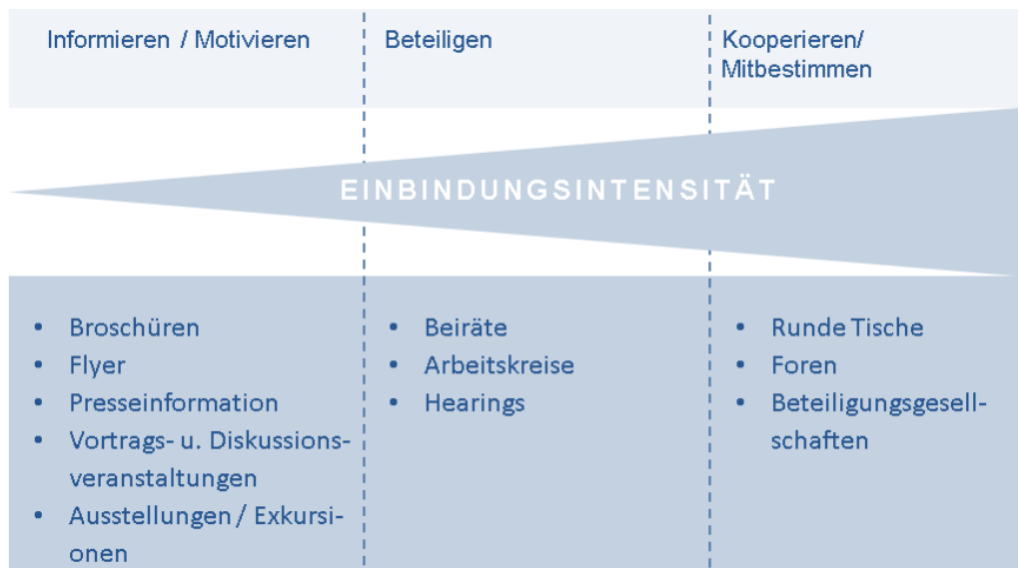 Informieren / Motivieren
Beteiligen
Kooperieren/
Mitbestimmen
EINBINDUNGSINTENSITÄT
• Broschüren
• Flyer
• Presseinformation
• Vortrags- u. Diskussions-
veranstaltungen
• Ausstellungen / Exkursi-
onen
• Beiräte
• Arbeitskreise
• Hearings
• Runde Tische
• Foren
• Beteiligungsgesell-
schaften